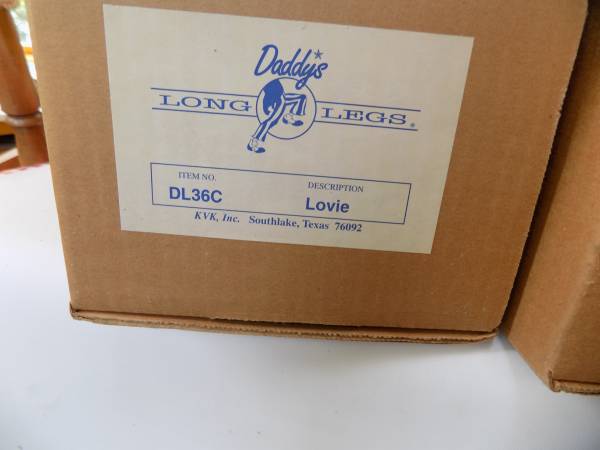 Daddy's
LONG LEGS®
ITEM NO. DESCRIPTION
DL36C Lovie
KVK, Inc. Southlake, Texas 76092